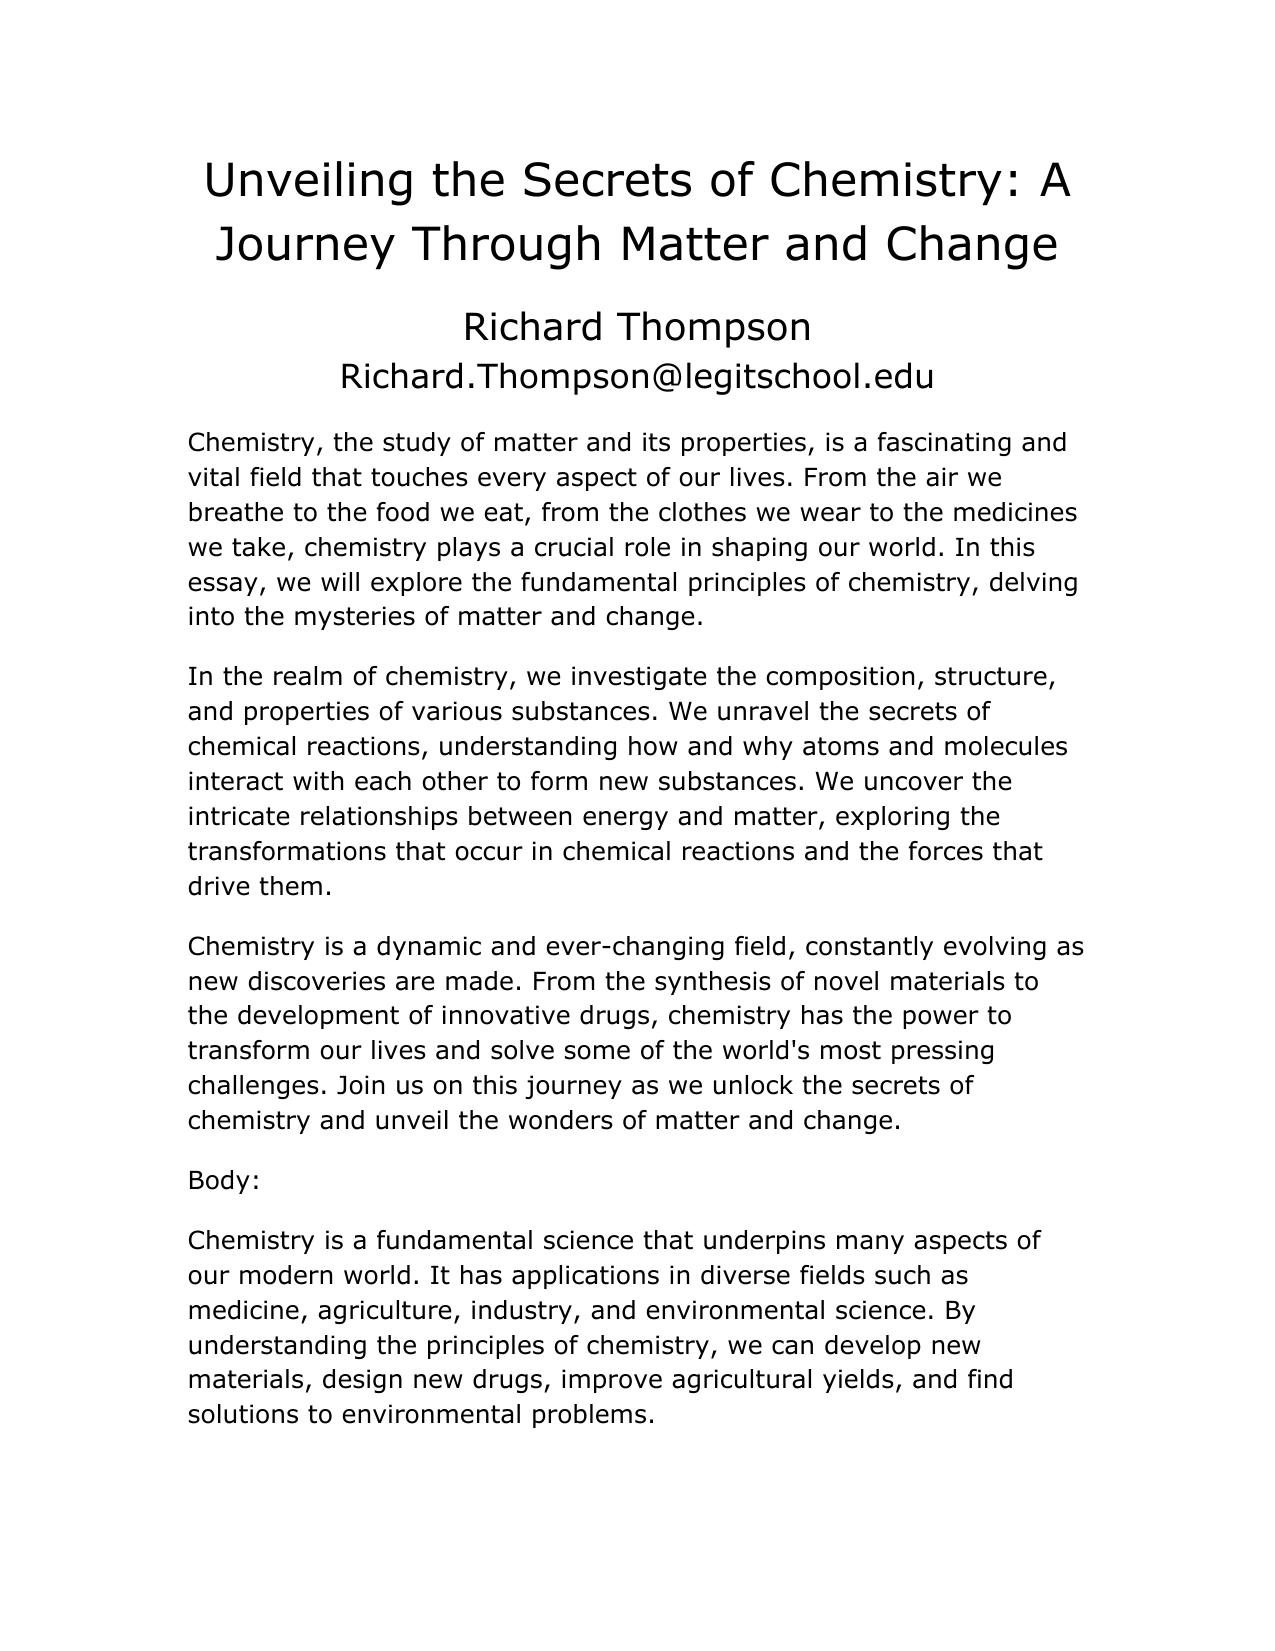 Unveiling the Secrets of Chemistry: A
Journey Through Matter and Change
Richard Thompson
Richard.Thompson@legitschool.edu
Chemistry, the study of matter and its properties, is a fascinating and
vital field that touches every aspect of our lives. From the air we
breathe to the food we eat, from the clothes we wear to the medicines
we take, chemistry plays a crucial role in shaping our world. In this
essay, we will explore the fundamental principles of chemistry, delving
into the mysteries of matter and change.
In the realm of chemistry, we investigate the composition, structure,
and properties of various substances. We unravel the secrets of
chemical reactions, understanding how and why atoms and molecules
interact with each other to form new substances. We uncover the
intricate relationships between energy and matter, exploring the
transformations that occur in chemical reactions and the forces that
drive them.
Chemistry is a dynamic and ever-changing field, constantly evolving as
new discoveries are made. From the synthesis of novel materials to
the development of innovative drugs, chemistry has the power to
transform our lives and solve some of the world's most pressing
challenges. Join us on this journey as we unlock the secrets of
chemistry and unveil the wonders of matter and change.
Body:
Chemistry is a fundamental science that underpins many aspects of
our modern world. It has applications in diverse fields such as
medicine, agriculture, industry, and environmental science. By
understanding the principles of chemistry, we can develop new
materials, design new drugs, improve agricultural yields, and find
solutions to environmental problems.